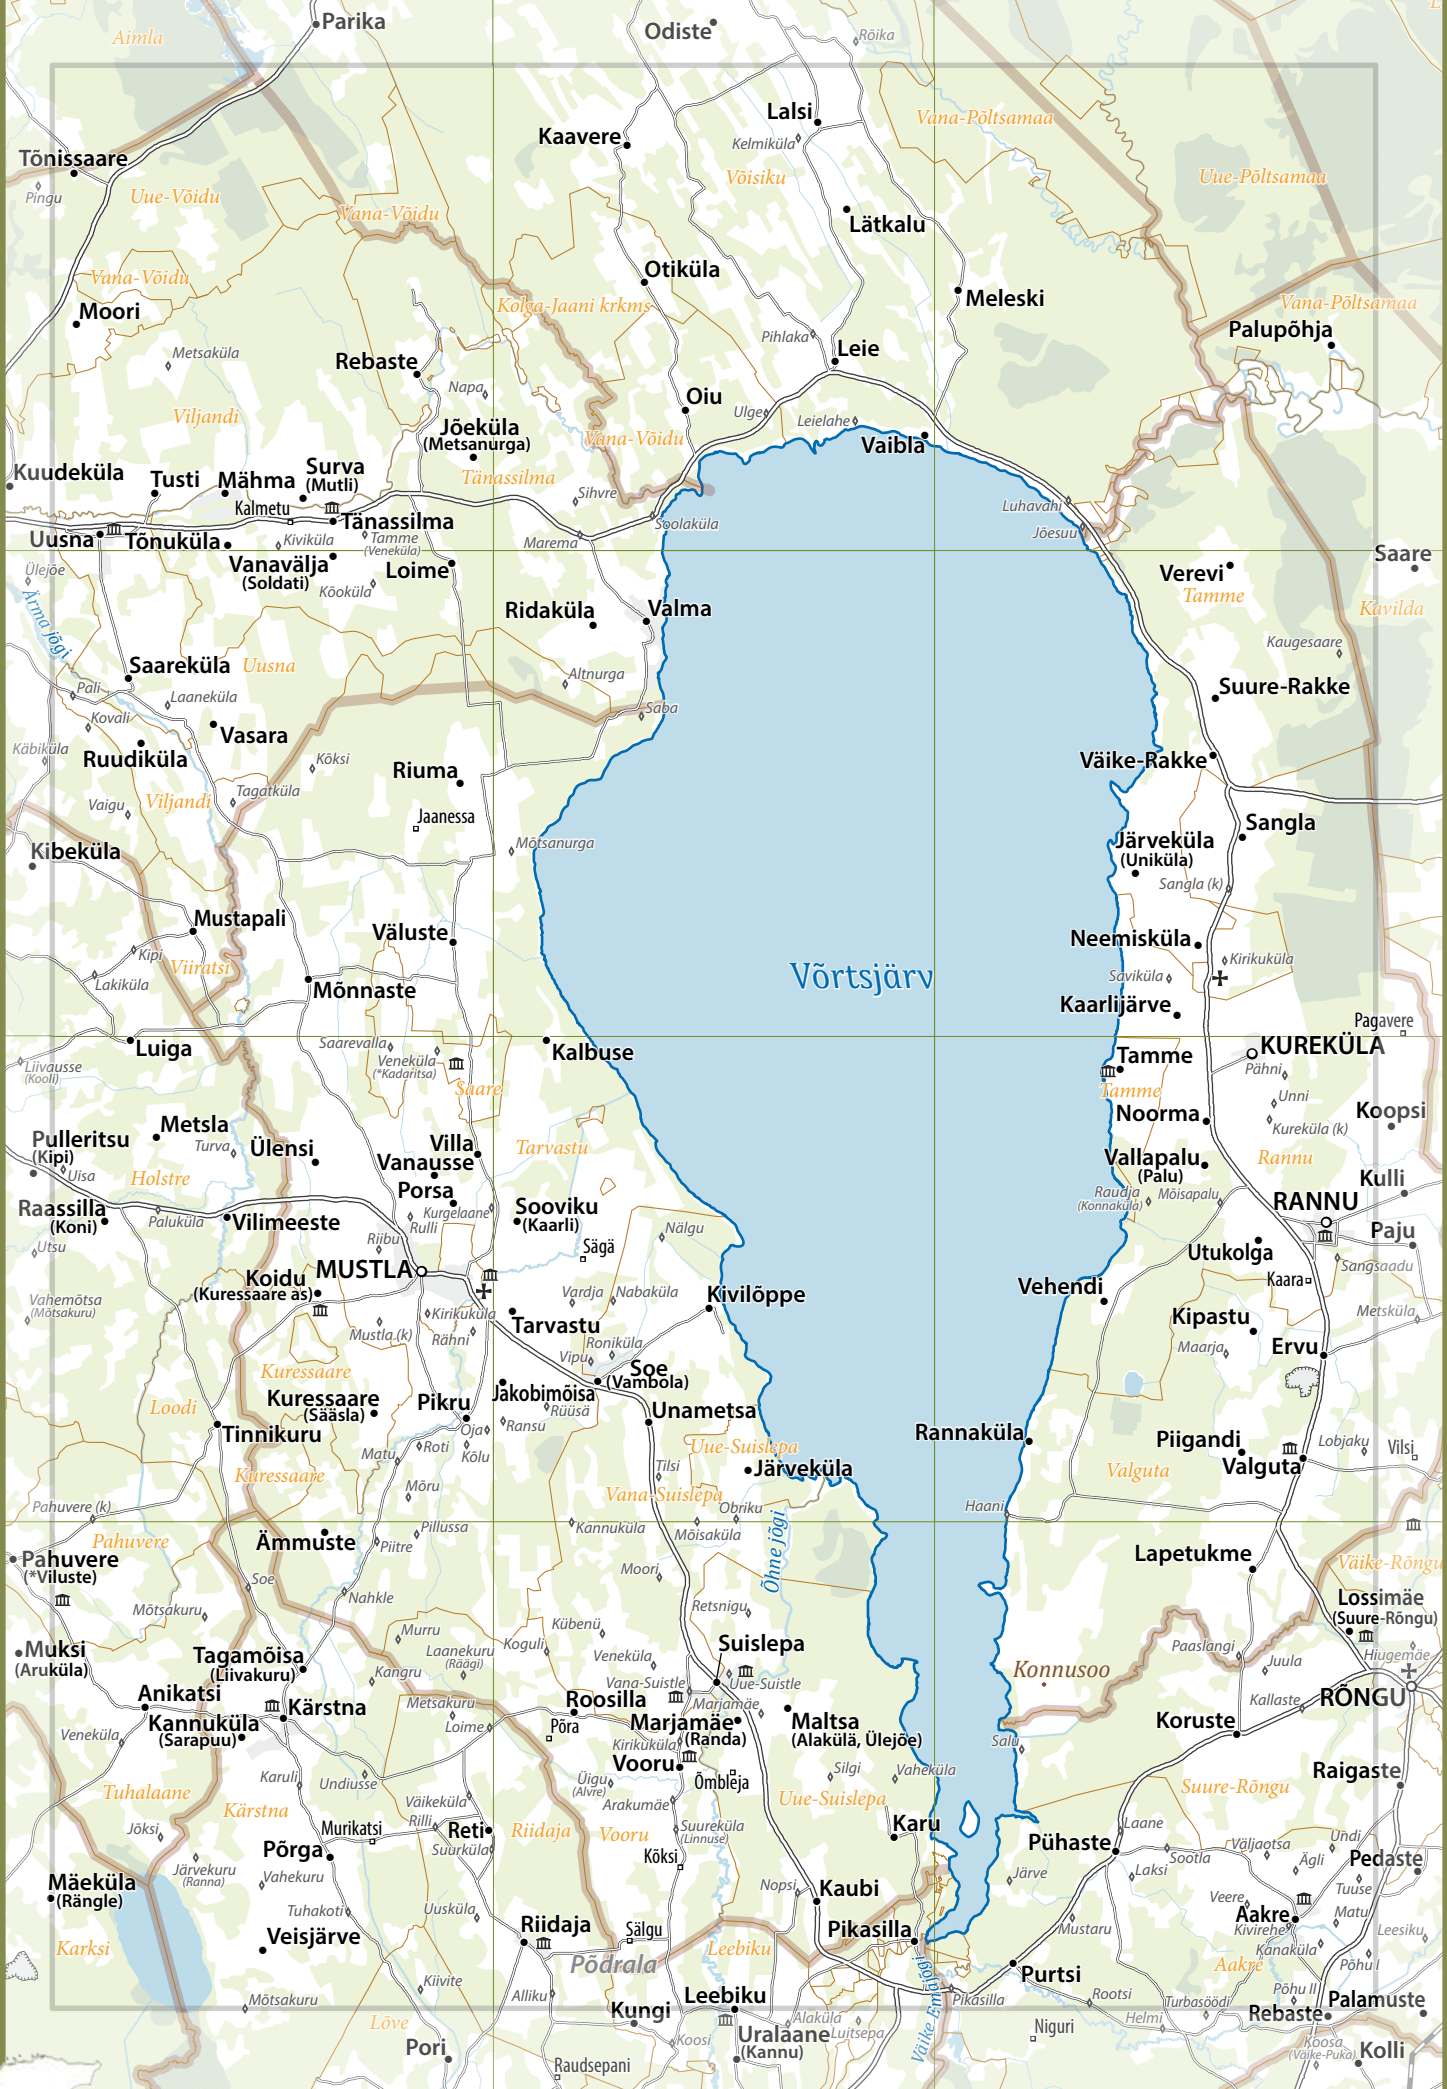 Parika
Odiste
Aimla
Rõika
Lalsi
Kaavere
Kelmiküla
Vana-Põltsamaa
Tõnissaare
Pingu
Uue-Võidu
Võisiku
Uue-Põltsamaa
Vana-Võidu
Lätkalu
Otiküla
Vana-Võidu
Meleski
Kolga-Jaani krkms
Vana-Põltsamaa
Moori
Palupõhja
Pihlaka
Leie
Metsaküla
Rebaste
Napa
Oiu
Ulge
Viljandi
Leielahe
Jõeküla
(Metsanurga)
Vana-Võidu
Vaibla
Kuudeküla
Tusti
Mähma
Surva
(Mutli)
Tänassilma
Sihvre
Kalmetu
Tänassilma
Soolaküla
Luhavahi
Jõesuu
Uusna
Tõnuküla
Kiviküla
Tamme
(Veneküla)
Marema
Saare
Vanavälja
(Soldati)
Loime
Ülejõe
Kõoküla
Verevi
Tamme
Ärma jõgi
Ridaküla
Valma
Kavilda
Kaugesaare
Saareküla
Uusna
Altnurga
Pali
Laaneküla
Suure-Rakke
Saba
Kovali
Vasara
Käbiküla
Ruudiküla
Kõksi
Riuma
Väike-Rakke
Tagatküla
Vaigu
Viljandi
Jaanessa
Sangla
Kibeküla
Mõtsanurga
Järveküla
(Uniküla)
Sangla (k)
Mustapali
Väluste
Neemisküla
Kipi
Viiratsi
Kirikuküla
Võrtsjärv
Saviküla
Lakiküla
Mõnnaste
Kaarlijärve
Pagavere
Luiga
Saarevalla
Kalbuse
KUREKÜLA
Veneküla
(*Kadaritsa)
Tamme
Liivausse
(Kooli)
Pähni
Saare
Tamme
Unni
Noorma
Koopsi
Kureküla (k)
Metsla
Pulleritsu
(Kipi)
Turva
Ülensi
Villa
Tarvastu
Vanausse
Vallapalu
(Palu)
Rannu
Uisa
Holstre
Porsa
Kulli
Raudja
(Konnaküla)
Mõisapalu
Raassilla
(Koni)
Paluküla
Vilimeeste
Kurgelaane
Rulli
Sooviku
(Kaarli)
RANNU
Nälgu
Paju
Riibu
Utsu
Sägä
Utukolga
Sangsaadu
MUSTLA
Koidu
(Kuressaare as)
Kaara
Vehendi
Vardja
Nabaküla
Kivilõppe
Vahemõtsa
(Mõtsakuru)
Kirikuküla
Metsküla
Kipastu
Mustla (k)
Rähni
Tarvastu
Maarja
Ervu
Roniküla
Vipu
Kuressaare
Soe
(Vambola)
Kuressaare
(Sääsla)
Jakobimõisa
Loodi
Pikru
Rüüsä
Unametsa
Tinnikuru
Oja
Ransu
Rannaküla
Piigandi
Matu
Roti
Kõlu
Uue-Suislepa
Lobjaku
Vilsi
Valguta
Kuressaare
Tilsi
Järveküla
Valguta
Mõru
Vana-Suislepa
Pahuvere (k)
Obriku
Haani
Kannuküla
Mõisaküla
Pillussa
Ämmuste
Pahuvere
Piitre
Õhne jõgi
Lapetukme
Väike-Rõngu
Pahuvere
(*Viluste)
Soe
Moori
Nahkle
Lossimäe
(Suure-Rõngu)
Mõtsakuru
Retsnigu
Kübenü
Murru
Paaslangi
Suislepa
Muksi
(Aruküla)
Laanekuru
(Räägi)
Koguli
Veneküla
Hiugemäe
Tagamõisa
(Liivakuru)
Juula
Kangru
Vana-Suistle
Uue-Suistle
Konnusoo
Anikatsi
Metsakuru
Roosilla
Marjamäe
RÕNGU
Kärstna
Kallaste
Kannuküla
(Sarapuu)
Loime
Põra
Marjamäe
(Randa)
Maltsa
(Alakülä, Ülejõe)
Koruste
Veneküla
Kirikuküla
Salu
Vooru
Silgi
Vaheküla
Karuli
Undiusse
Üigu
(Alvre)
Õmbleja
Raigaste
Tuhalaane
Suure-Rõngu
Kärstna
Väikeküla
Arakumäe
Uue-Suislepa
Jõksi
Murikatsi
Rilli
Reti
Riidaja
Vooru
Suureküla
(Linnuse)
Karu
Laane
Põrga
Suurküla
Kõksi
Pühaste
Väljaotsa
Undi
Järvekuru
(Ranna)
Sootla
Ägli
Pedaste
Mäeküla
(Rängle)
Vahekuru
Nopsi
Kaubi
Järve
Laksi
Tuuse
Tuhakoti
Uusküla
Veere
Aakre
Matu
Riidaja
Sälgu
Pikasilla
Mustaru
Kivirehe
Leesiku
Karksi
Veisjärve
Leebiku
Kanaküla
Põdrala
Purtsi
Aakre
Põhu I
Kiivite
Väike Emajõgi
Põhu II
Mõtsakuru
Alliku
Leebiku
Pikasilla
Rootsi
Turbasöödi
Palamuste
Kungi
Alaküla
Helmi
Rebaste
Lõve
Uralaane
(Kannu)
Luitsepa
Niguri
Pori
Koosi
Koosa
(Väike-Puka)
Kolli
Raudsepani